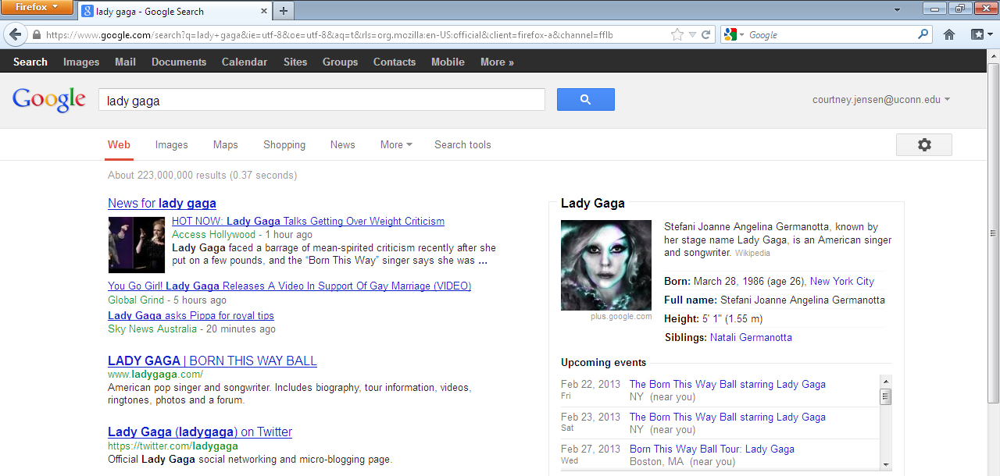 Firefox
lady gaga - Google Search
https://www.google.com/search?q=lady+gaga&ie=utf-8&oe=utf-8&aq=t&rls=org.mozilla:en-US:official&client=firefox-a&channel=fflb
Google
Search Images Mail Documents Calendar Sites Groups Contacts Mobile More »
Google
lady gaga
courtney.jensen@uconn.edu
Web Images Maps Shopping News More Search tools
About 223,000,000 results (0.37 seconds)
News for lady gaga
HOT NOW: Lady Gaga Talks Getting Over Weight Criticism
Access Hollywood - 1 hour ago
Lady Gaga faced a barrage of mean-spirited criticism recently after she
put on a few pounds, and the “Born This Way” singer says she was ...
You Go Girl! Lady Gaga Releases A Video In Support Of Gay Marriage (VIDEO)
Global Grind - 5 hours ago
Lady Gaga asks Pippa for royal tips
Sky News Australia - 20 minutes ago
LADY GAGA | BORN THIS WAY BALL
www.ladygaga.com/
American pop singer and songwriter. Includes biography, tour information, videos,
ringtones, photos and a forum.
Lady Gaga (ladygaga) on Twitter
https://twitter.com/ladygaga
Official Lady Gaga social networking and micro-blogging page.
Lady Gaga
plus.google.com
Stefani Joanne Angelina Germanotta, known by
her stage name Lady Gaga, is an American singer
and songwriter. Wikipedia
Born: March 28, 1986 (age 26), New York City
Full name: Stefani Joanne Angelina Germanotta
Height: 5' 1" (1.55 m)
Siblings: Natali Germanotta
Upcoming events
Feb 22, 2013 The Born This Way Ball starring Lady Gaga
Fri NY (near you)
Feb 23, 2013 The Born This Way Ball starring Lady Gaga
Sat NY (near you)
Feb 27, 2013 Born This Way Ball Tour: Lady Gaga
Wed Boston, MA (near you)